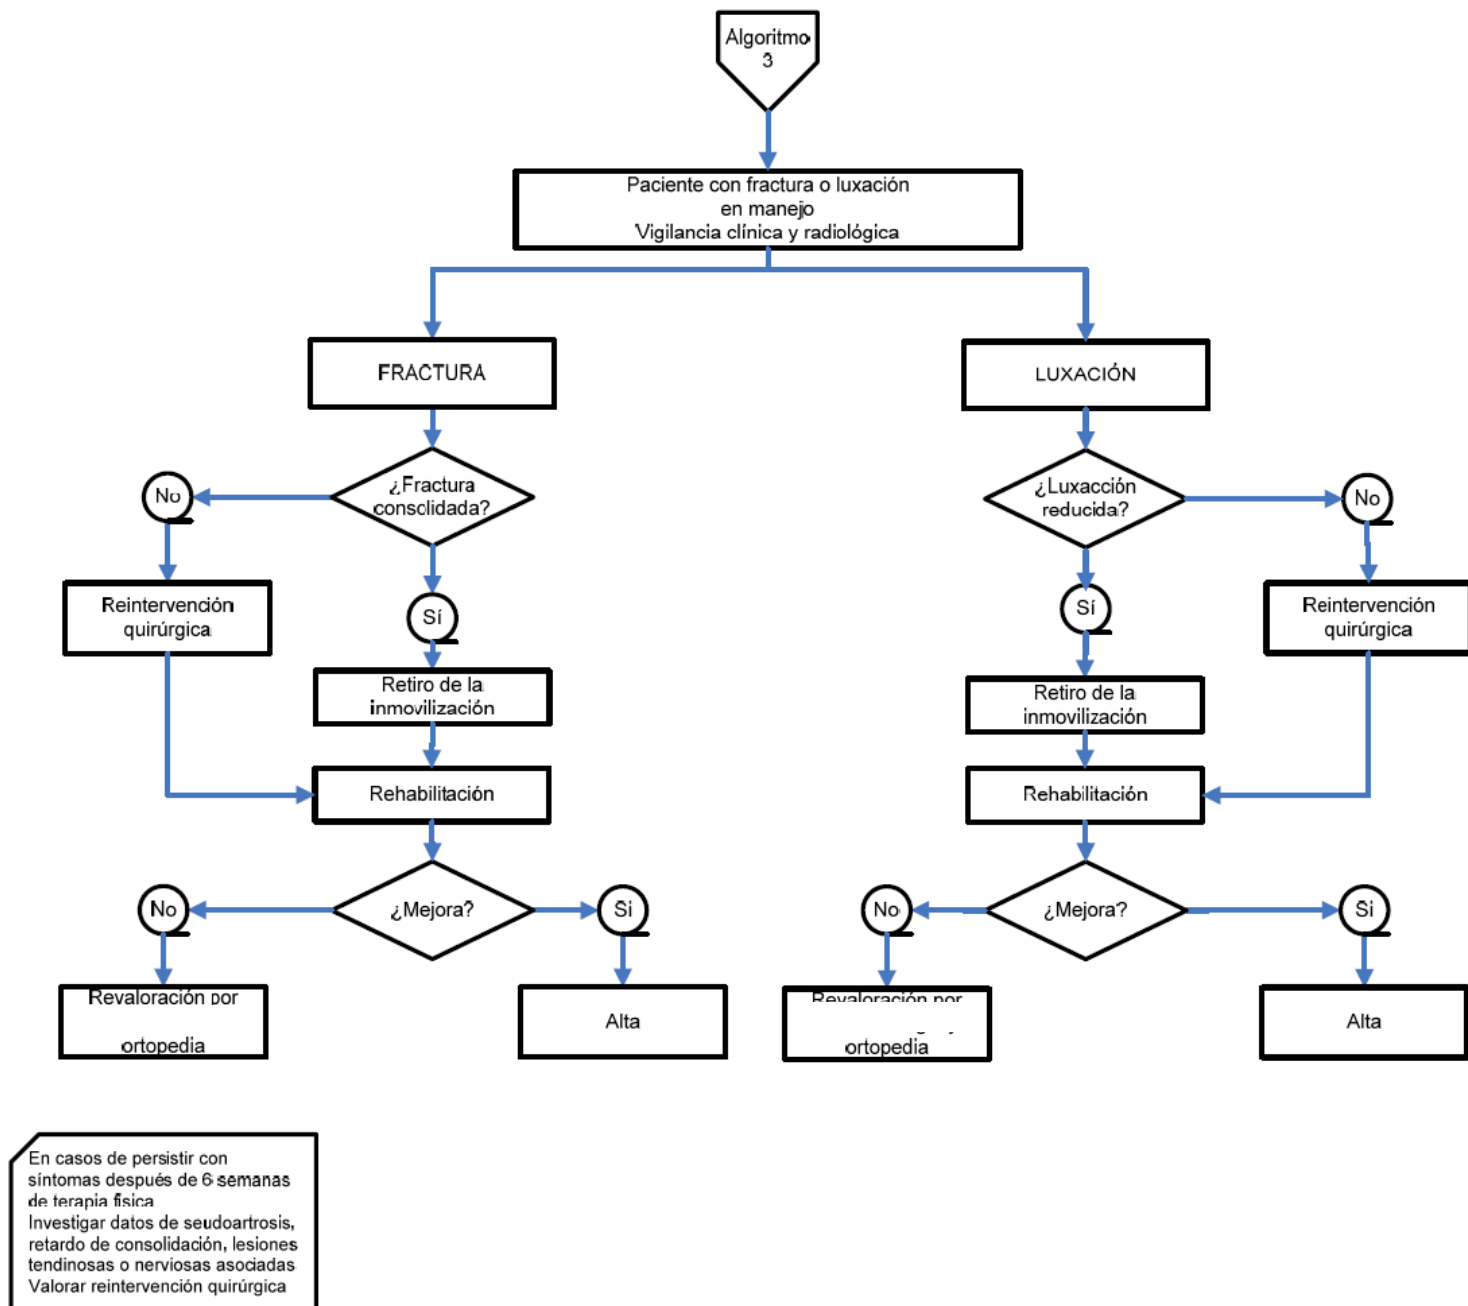 Algoritmo
3
Paciente con fractura o luxación
en manejo
Vigilancia clínica y radiológica
FRACTURA
LUXACIÓN
¿Fractura
consolidada?
No
Sí
Reintervención
quirúrgica
Retiro de la
inmovilización
Rehabilitación
¿Mejora?
No
Si
Revaloración por
ortopedia
Alta
¿Luxacción
reducida?
No
Sí
Reintervención
quirúrgica
Retiro de la
inmovilización
Rehabilitación
¿Mejora?
No
Si
Revaloración por
ortopedia
Alta
En casos de persistir con
síntomas después de 6 semanas
de terapia física
Investigar datos de seudoartrosis,
retardo de consolidación, lesiones
tendinosas o nerviosas asociadas
Valorar reintervención quirúrgica